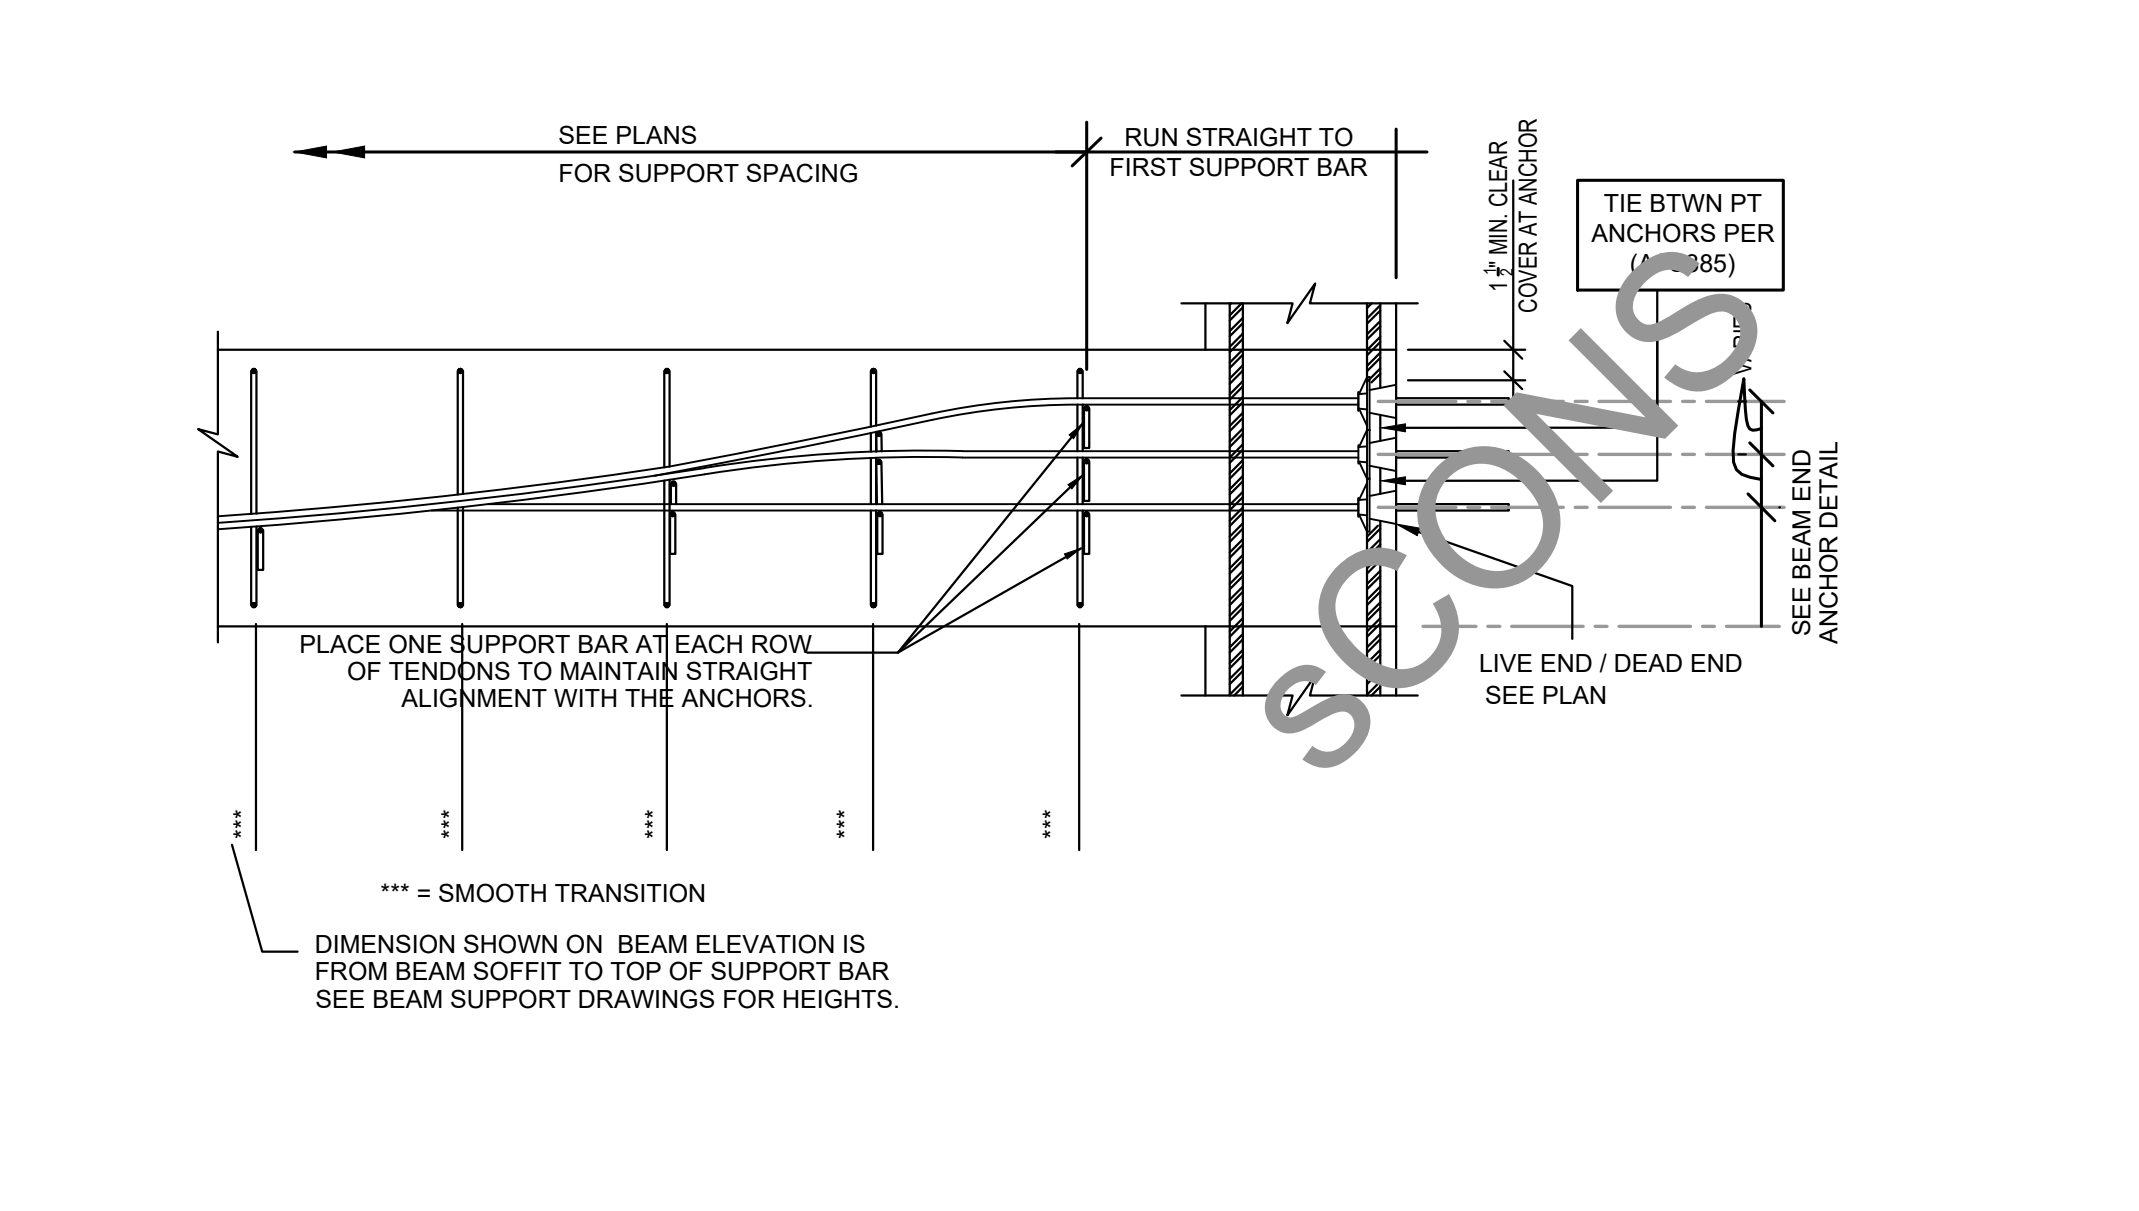 SEE PLANS
FOR SUPPORT SPACING
RUN STRAIGHT TO
FIRST SUPPORT BAR
1 1/2" MIN. CLEAR
COVER AT ANCHOR
TIE BTWN PT
ANCHORS PER
SEE BEAM END
ANCHOR DETAIL
PLACE ONE SUPPORT BAR AT EACH ROW
OF TENDONS TO MAINTAIN STRAIGHT
ALIGNMENT WITH THE ANCHORS.
LIVE END / DEAD END
SEE PLAN
***
***
***
***
***
*** = SMOOTH TRANSITION
DIMENSION SHOWN ON BEAM ELEVATION IS
FROM BEAM SOFFIT TO TOP OF SUPPORT BAR
SEE BEAM SUPPORT DRAWINGS FOR HEIGHTS.
sCONS